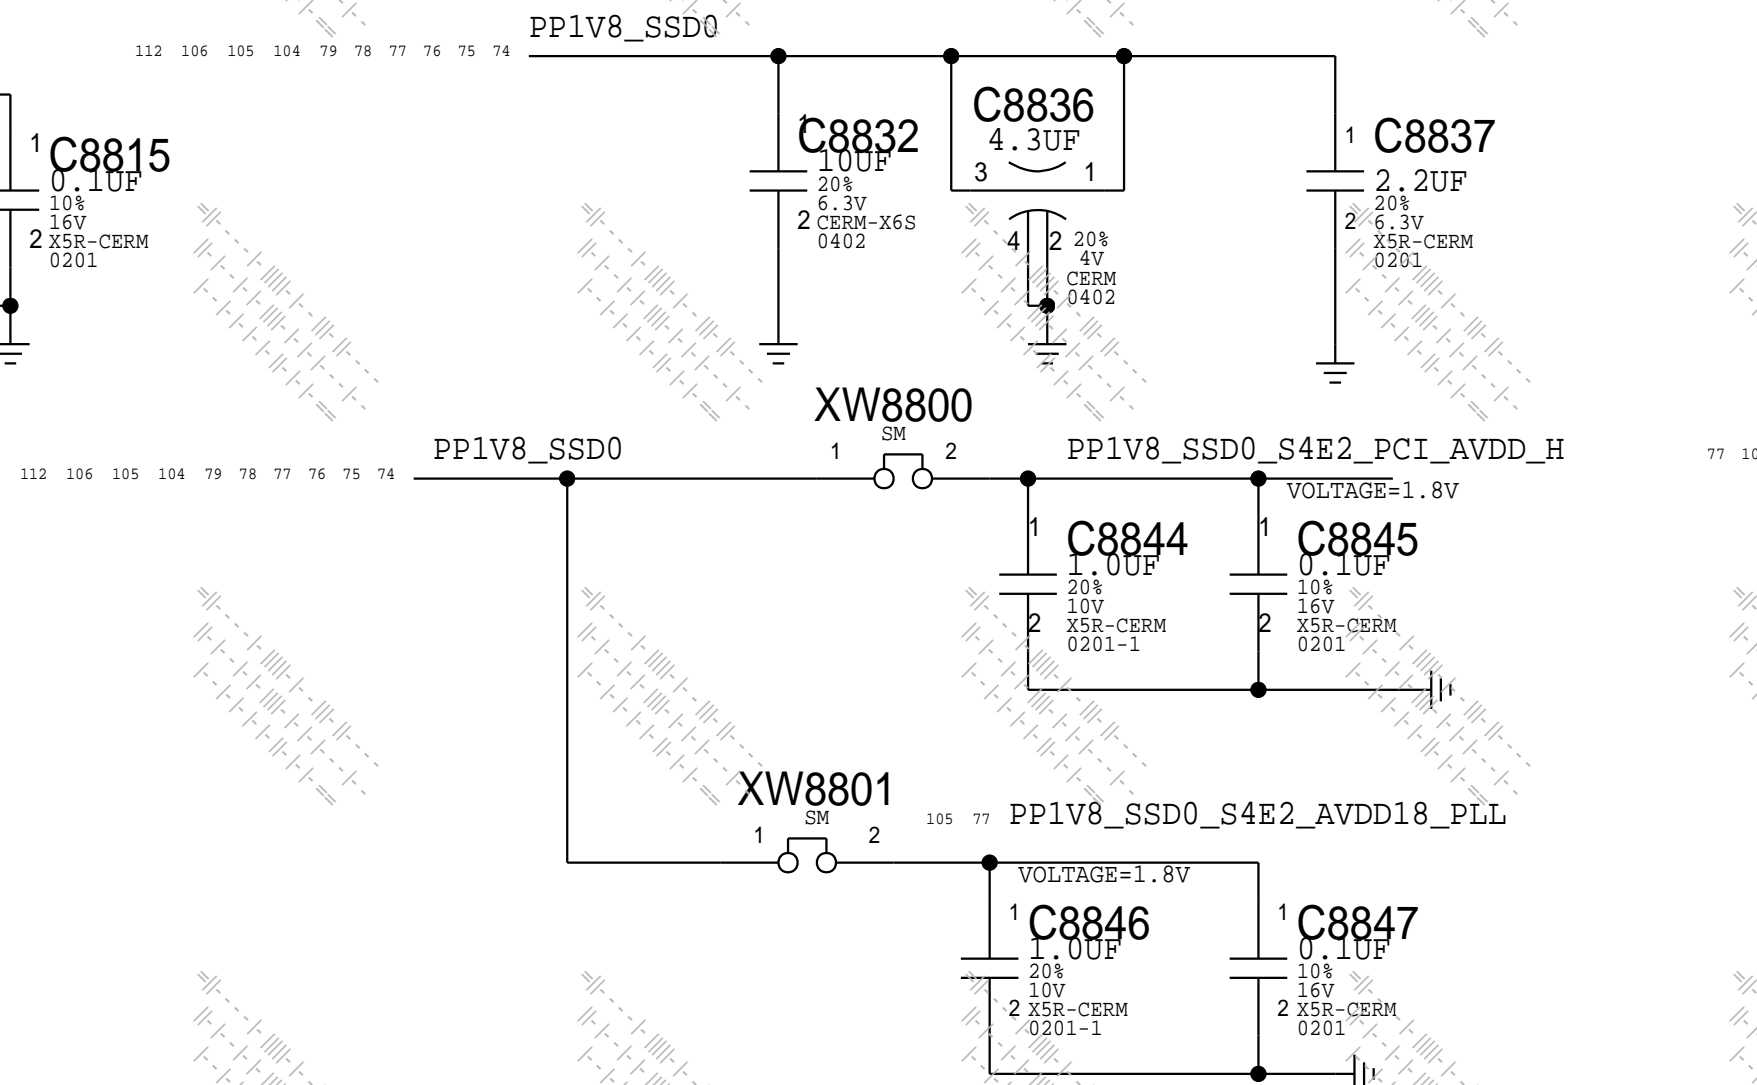 PP1V8_SSD0
112 106 105 104 79 78 77 76 75 74
1
C8815
0.1UF
10%
16V
2
X5R-CERM
0201
1
C8832
10UF
20%
6.3V
2
CERM-X6S
0402
C8836
4.3UF
3
1
4
2
20%
4V
CERM
0402
1
C8837
2.2UF
20%
6.3V
2
X5R-CERM
0201
XW8800
SM
PP1V8_SSD0
1
2
PP1V8_SSD0_S4E2_PCI_AVDD_H
112 106 105 104 79 78 77 76 75 74
77 10
VOLTAGE=1.8V
1
C8844
1.0UF
20%
10V
2
X5R-CERM
0201-1
1
C8845
0.1UF
10%
16V
2
X5R-CERM
0201
XW8801
SM
1
2
105 77
PP1V8_SSD0_S4E2_AVDD18_PLL
VOLTAGE=1.8V
1
C8846
1.0UF
20%
10V
2
X5R-CERM
0201-1
1
C8847
0.1UF
10%
16V
2
X5R-CERM
0201